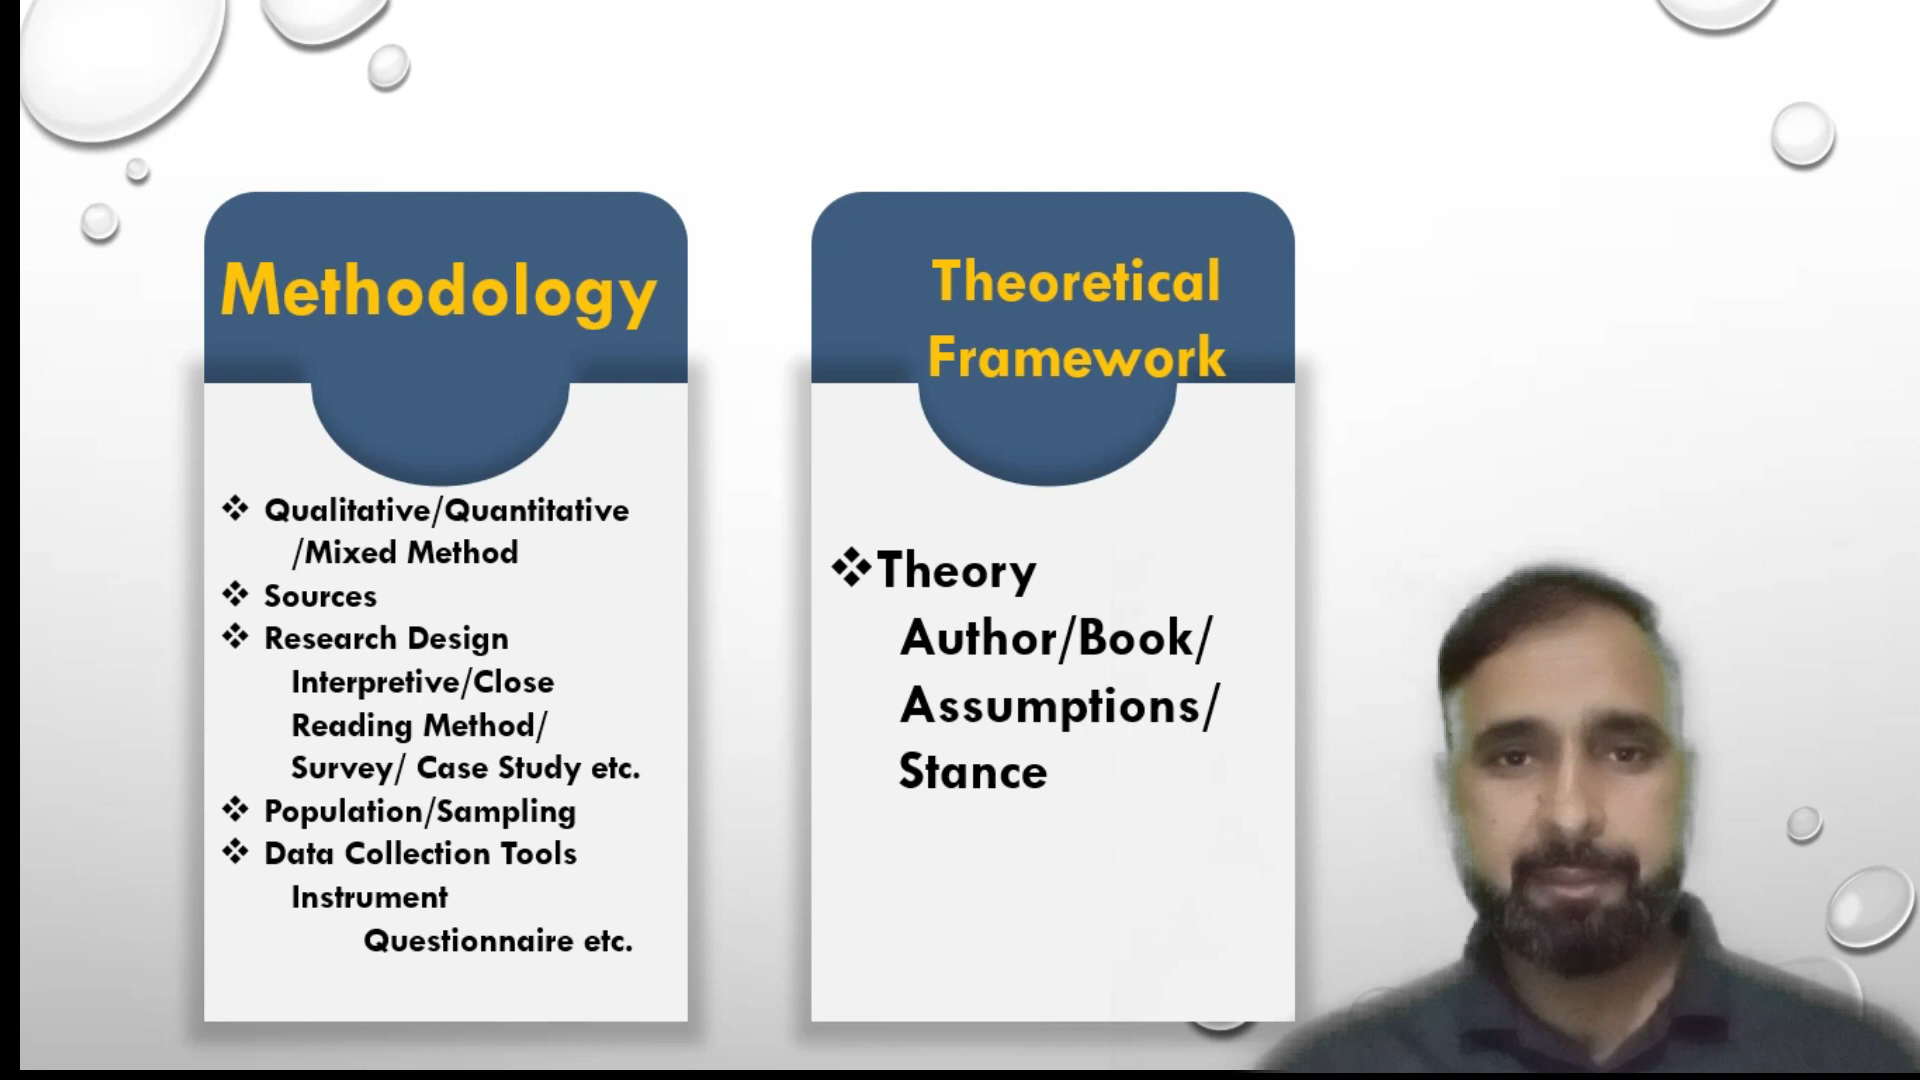 Methodology
❖ Qualitative/Quantitative
/Mixed Method
❖ Sources
❖ Research Design
Interpretive/Close
Reading Method/
Survey/ Case Study etc.
❖ Population/Sampling
❖ Data Collection Tools
Instrument
Questionnaire etc.
Theoretical
Framework
❖Theory
Author/Book/
Assumptions/
Stance